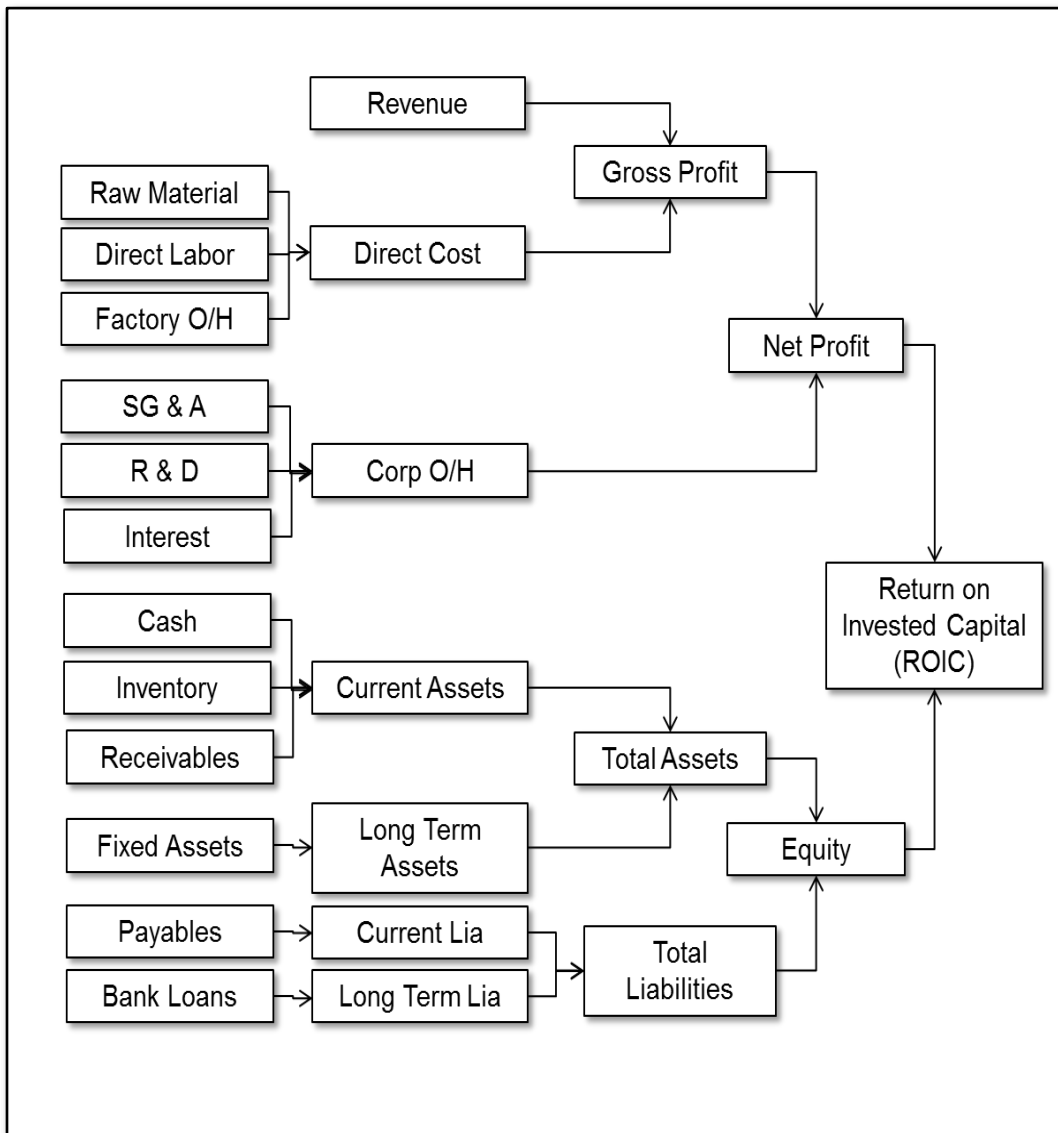 Revenue
Gross Profit
Raw Material
Direct Labor
Direct Cost
Factory O/H
Net Profit
SG & A
R & D
Corp O/H
Interest
Return on
Invested Capital
(ROIC)
Cash
Inventory
Current Assets
Receivables
Total Assets
Fixed Assets
Long Term
Assets
Equity
Payables
Current Lia
Total
Liabilities
Bank Loans
Long Term Lia